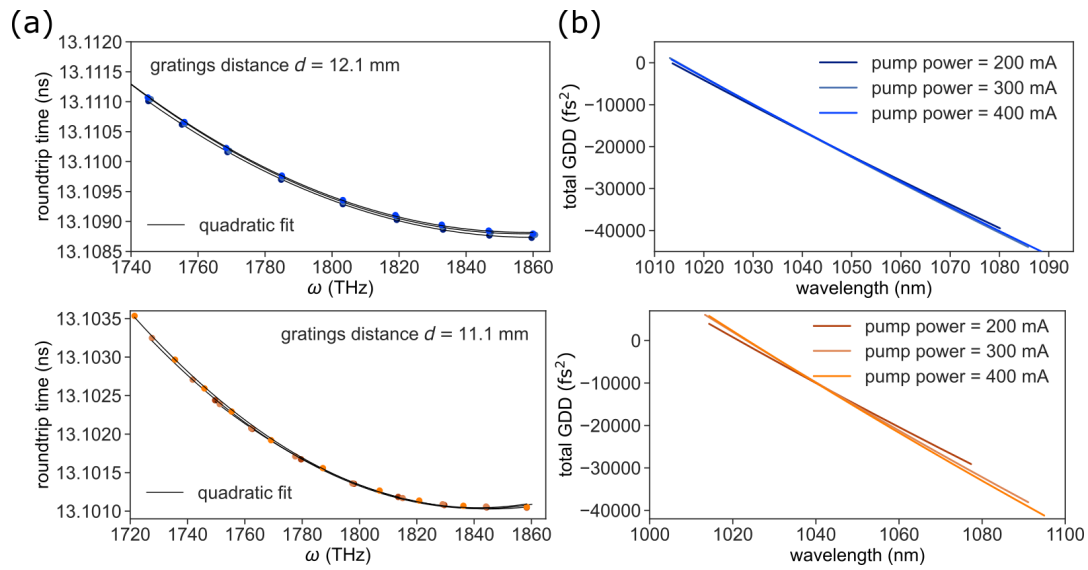 (a)
13.1120
13.1115
13.1110
13.1105
13.1100
13.1095
13.1090
13.1085
roundtrip time (ns)
gratings distance d = 12.1 mm
quadratic fit
1740 1760 1780 1800 1820 1840 1860
ω (THz)
(b)
0
−10000
−20000
−30000
−40000
total GDD (fs²)
pump power = 200 mA
pump power = 300 mA
pump power = 400 mA
1010 1020 1030 1040 1050 1060 1070 1080 1090
wavelength (nm)
13.1035
13.1030
13.1025
13.1020
13.1015
13.1010
roundtrip time (ns)
gratings distance d = 11.1 mm
quadratic fit
1720 1740 1760 1780 1800 1820 1840 1860
ω (THz)
0
−10000
−20000
−30000
−40000
total GDD (fs²)
pump power = 200 mA
pump power = 300 mA
pump power = 400 mA
1000 1020 1040 1060 1080 1100
wavelength (nm)